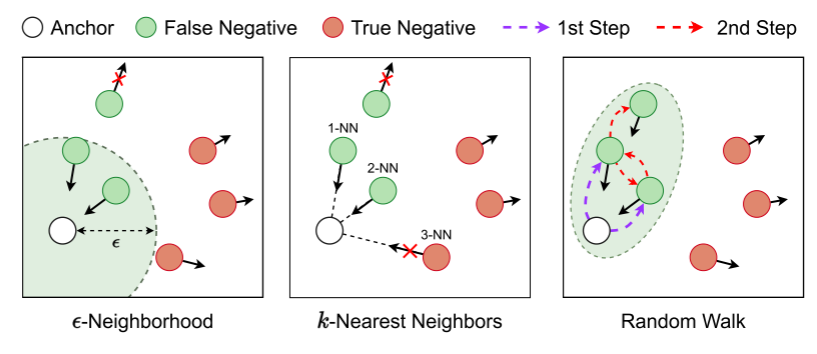 Anchor False Negative True Negative 1st Step 2nd Step
1-NN
2-NN
3-NN
ϵ
ϵ-Neighborhood k-Nearest Neighbors Random Walk